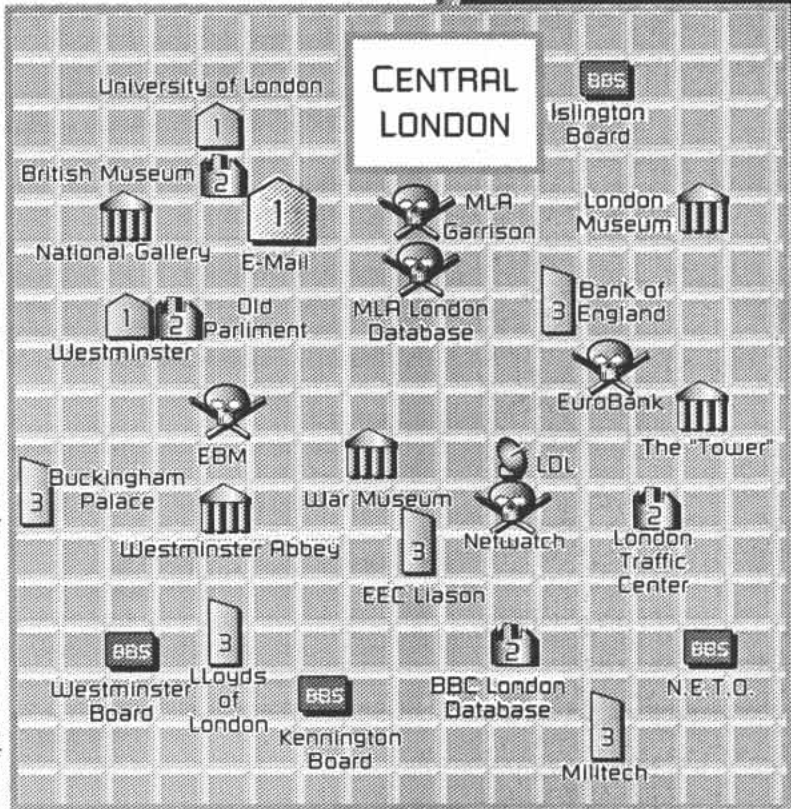 CENTRAL
LONDON
University of London
1
BBS
Islington
Board
British Museum
2
National Gallery
1
E-Mail
MLA
Garrison
London
Museum
MLA London
Database
3
Bank of
England
1
2
Old
Parliment
Westminster
EuroBank
The "Tower"
EBM
3
Buckingham
Palace
War Museum
LDL
Westminster Abbey
3
EEC Liason
Netwatch
2
London
Traffic
Center
BBS
Westminster
Board
3
LLoyds
of
London
BBS
Kennington
Board
2
BBC London
Database
BBS
N.E.T.O.
3
Militech